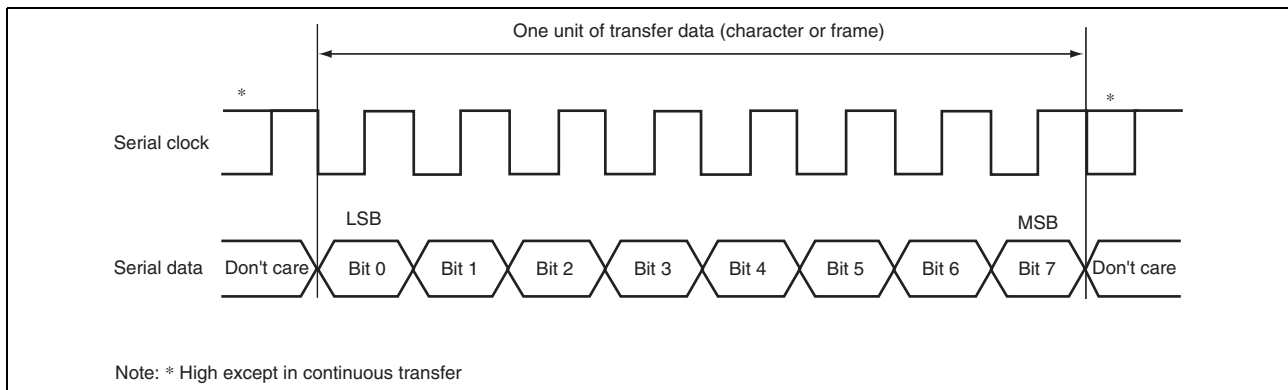 One unit of transfer data (character or frame)
* *
Serial clock
LSB MSB
Serial data Don't care Bit 0 Bit 1 Bit 2 Bit 3 Bit 4 Bit 5 Bit 6 Bit 7 Don't care
Note: * High except in continuous transfer